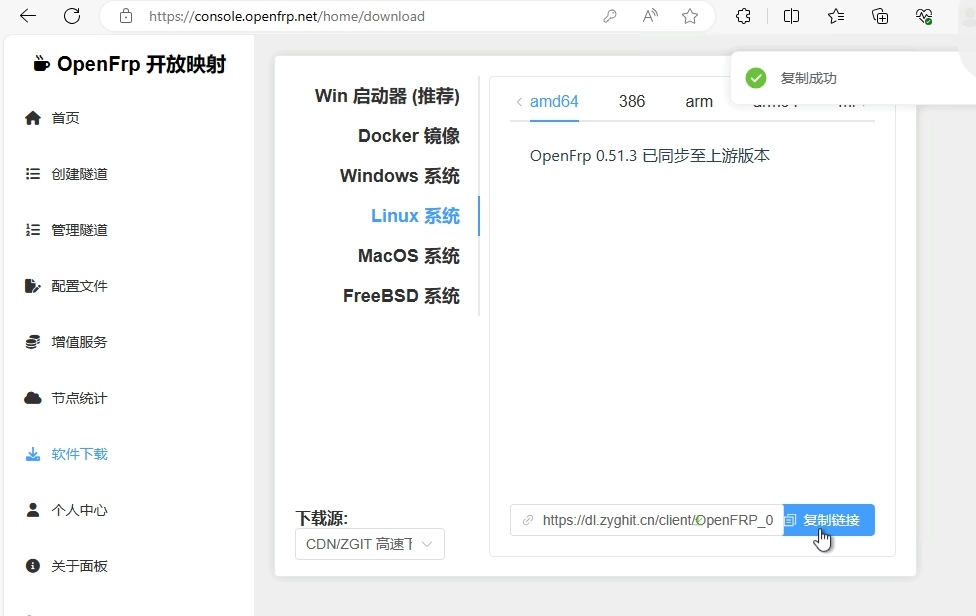 https://console.openfrp.net/home/download
OpenFrp 开放映射
首页
创建隧道
管理隧道
配置文件
增值服务
节点统计
软件下载
个人中心
关于面板
Win 启动器 (推荐)
Docker 镜像
Windows 系统
Linux 系统
MacOS 系统
FreeBSD 系统
下载源:
CDN/ZGIT 高速下
复制成功
amd64 386 arm
OpenFrp 0.51.3 已同步至上游版本
https://dl.zyghit.cn/client/OpenFRP_0
复制链接